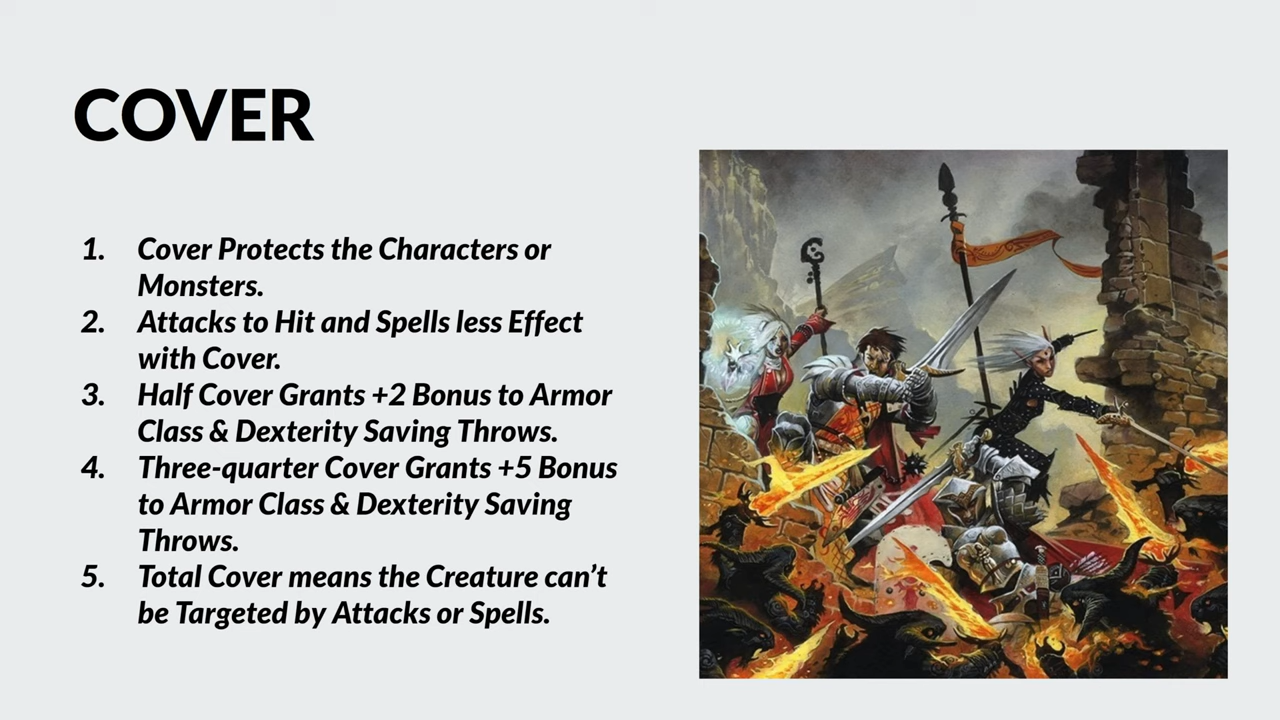 COVER
1. Cover Protects the Characters or
Monsters.
2. Attacks to Hit and Spells less Effect
with Cover.
3. Half Cover Grants +2 Bonus to Armor
Class & Dexterity Saving Throws.
4. Three-quarter Cover Grants +5 Bonus
to Armor Class & Dexterity Saving
Throws.
5. Total Cover means the Creature can’t
be Targeted by Attacks or Spells.